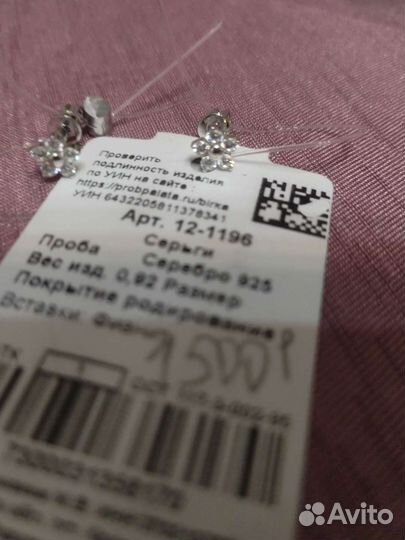 Проверить
подлинность изделия
по УИН на сайте :
https://probpalata.ru/birka
УИН 6432205811378341
Арт. 12-1196
Серьги
Проба Серебро 925
Вес изд. 0,92 Размер
Покрытие родирование
Вставки:
1500₽
Avito